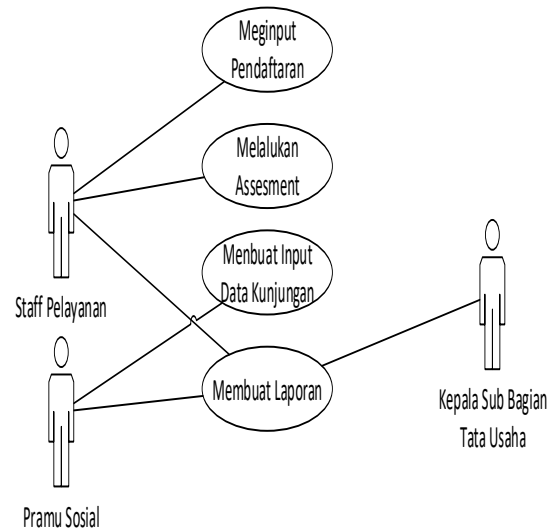 Meginput
Pendaftaran
Melalukan
Assesment
Menbuat Input
Data Kunjungan
Staff Pelayanan
Membuat Laporan
Kepala Sub Bagian
Tata Usaha
Pramu Sosial